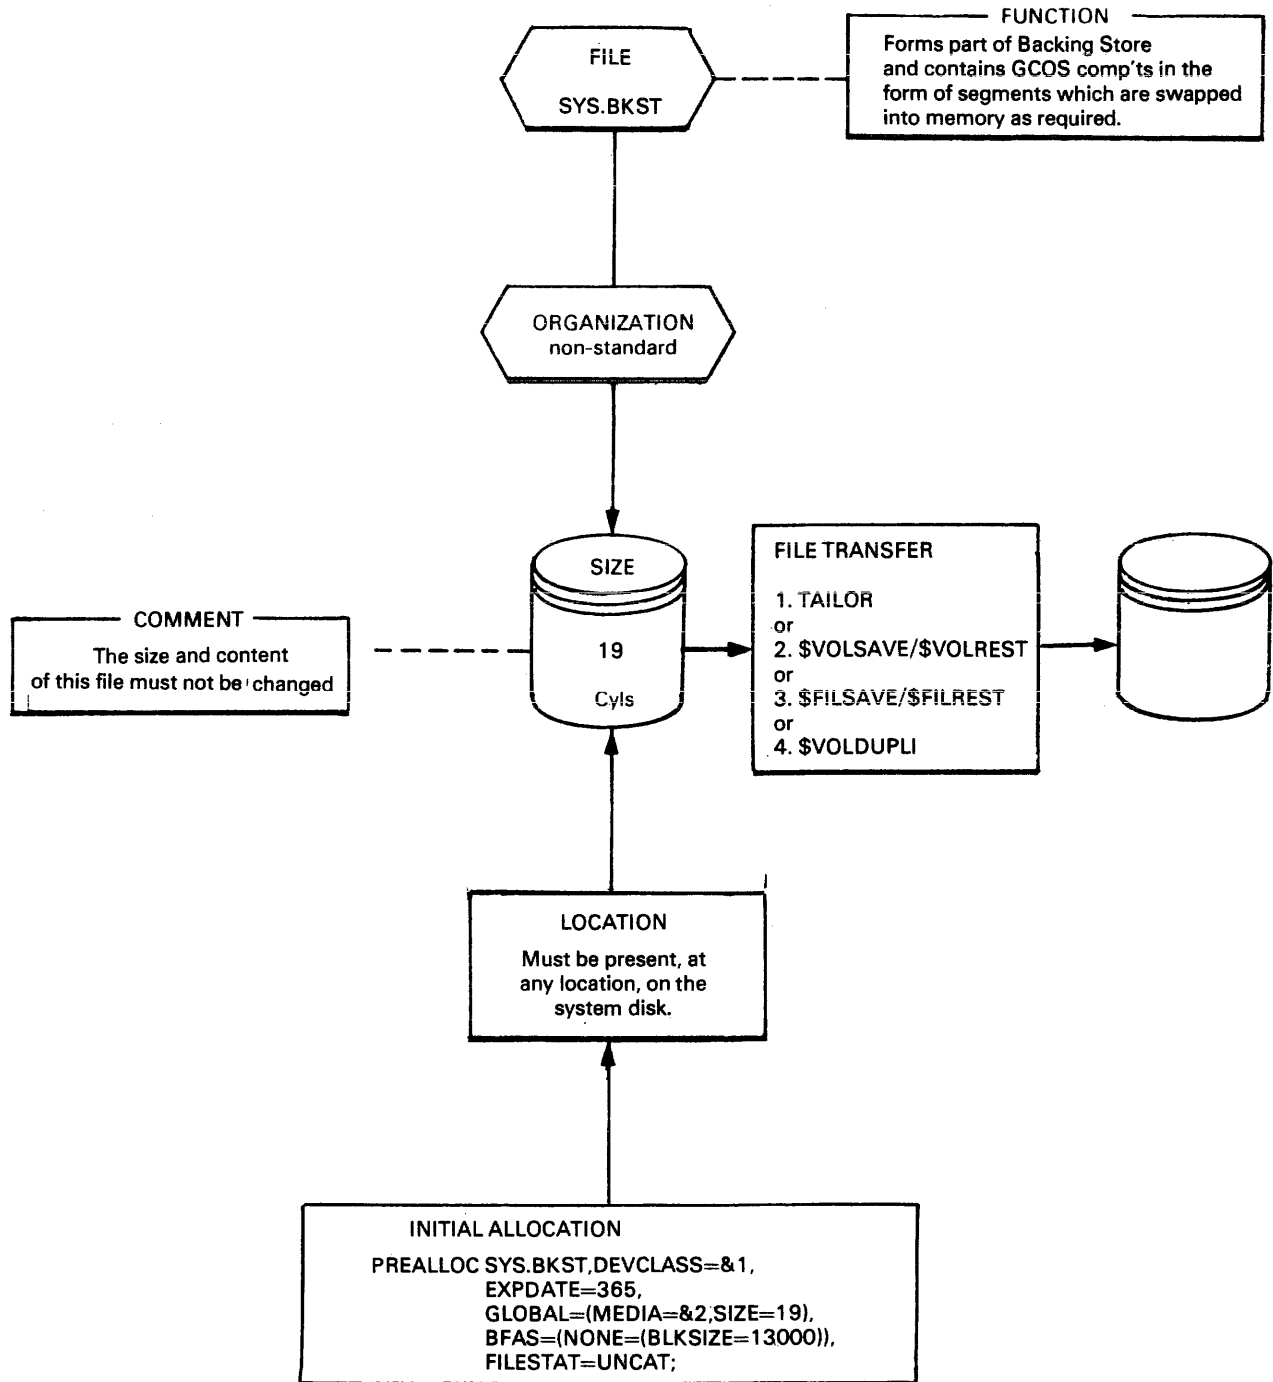 FILE
SYS.BKST
FUNCTION
Forms part of Backing Store
and contains GCOS comp'ts in the
form of segments which are swapped
into memory as required.
ORGANIZATION
non-standard
SIZE
19
Cyls
FILE TRANSFER
1. TAILOR
or
2. $VOLSAVE/$VOLREST
or
3. $FILSAVE/$FILREST
or
4. $VOLDUPLI
COMMENT
The size and content
of this file must not be changed
LOCATION
Must be present, at
any location, on the
system disk.
INITIAL ALLOCATION
PREALLOC SYS.BKST,DEVCLASS=&1,
EXPDATE=365,
GLOBAL=(MEDIA=&2,SIZE=19),
BFAS=(NONE=(BLKSIZE=13000)),
FILESTAT=UNCAT;